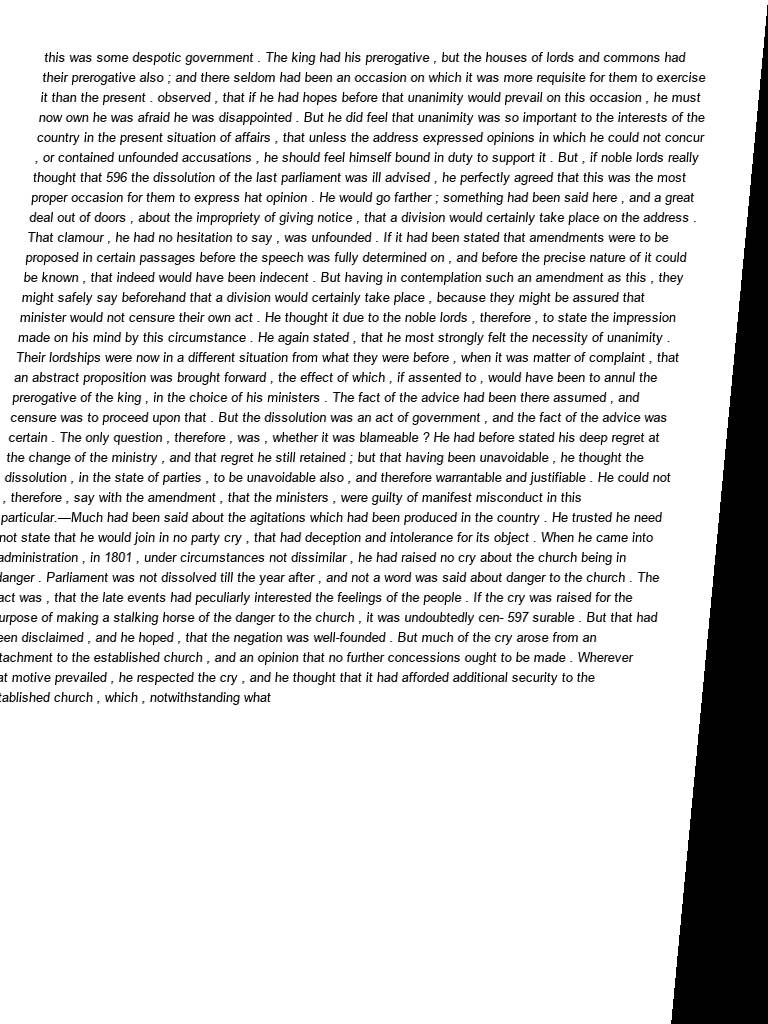 this was some despotic government . The king had his prerogative , but the houses of lords and commons had
their prerogative also ; and there seldom had been an occasion on which it was more requisite for them to exercise
it than the present . observed , that if he had hopes before that unanimity would prevail on this occasion , he must
now own he was afraid he was disappointed . But he did feel that unanimity was so important to the interests of the
country in the present situation of affairs , that unless the address expressed opinions in which he could not concur
, or contained unfounded accusations , he should feel himself bound in duty to support it . But , if noble lords really
thought that 596 the dissolution of the last parliament was ill advised , he perfectly agreed that this was the most
proper occasion for them to express hat opinion . He would go farther ; something had been said here , and a great
deal out of doors , about the impropriety of giving notice , that a division would certainly take place on the address .
That clamour , he had no hesitation to say , was unfounded . If it had been stated that amendments were to be
proposed in certain passages before the speech was fully determined on , and before the precise nature of it could
be known , that indeed would have been indecent . But having in contemplation such an amendment as this , they
might safely say beforehand that a division would certainly take place , because they might be assured that
minister would not censure their own act . He thought it due to the noble lords , therefore , to state the impression
made on his mind by this circumstance . He again stated , that he most strongly felt the necessity of unanimity .
Their lordships were now in a different situation from what they were before , when it was matter of complaint , that
an abstract proposition was brought forward , the effect of which , if assented to , would have been to annul the
prerogative of the king , in the choice of his ministers . The fact of the advice had been there assumed , and
censure was to proceed upon that . But the dissolution was an act of government , and the fact of the advice was
certain . The only question , therefore , was , whether it was blameable ? He had before stated his deep regret at
the change of the ministry , and that regret he still retained ; but that having been unavoidable , he thought the
dissolution , in the state of parties , to be unavoidable also , and therefore warrantable and justifiable . He could not
, therefore , say with the amendment , that the ministers , were guilty of manifest misconduct in this
particular.—Much had been said about the agitations which had been produced in the country . He trusted he need
not state that he would join in no party cry , that had deception and intolerance for its object . When he came into
administration , in 1801 , under circumstances not dissimilar , he had raised no cry about the church being in
danger . Parliament was not dissolved till the year after , and not a word was said about danger to the church . The
act was , that the late events had peculiarly interested the feelings of the people . If the cry was raised for the
urpose of making a stalking horse of the danger to the church , it was undoubtedly cen- 597 surable . But that had
een disclaimed , and he hoped , that the negation was well-founded . But much of the cry arose from an
tachment to the established church , and an opinion that no further concessions ought to be made . Wherever
at motive prevailed , he respected the cry , and he thought that it had afforded additional security to the
tablished church , which , notwithstanding what